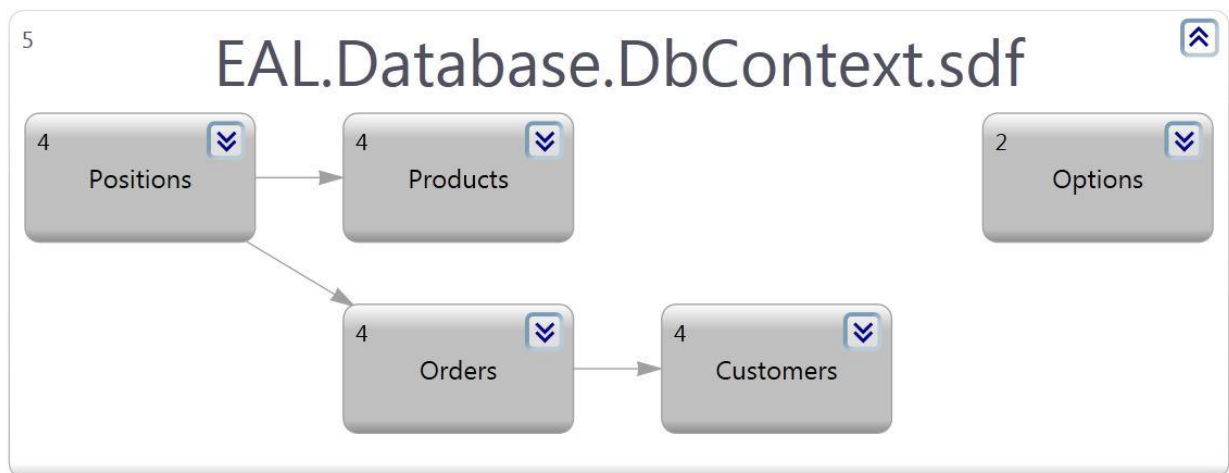 5
EAL.Database.DbContext.sdf
4
Positions
4
Products
2
Options
4
Orders
4
Customers